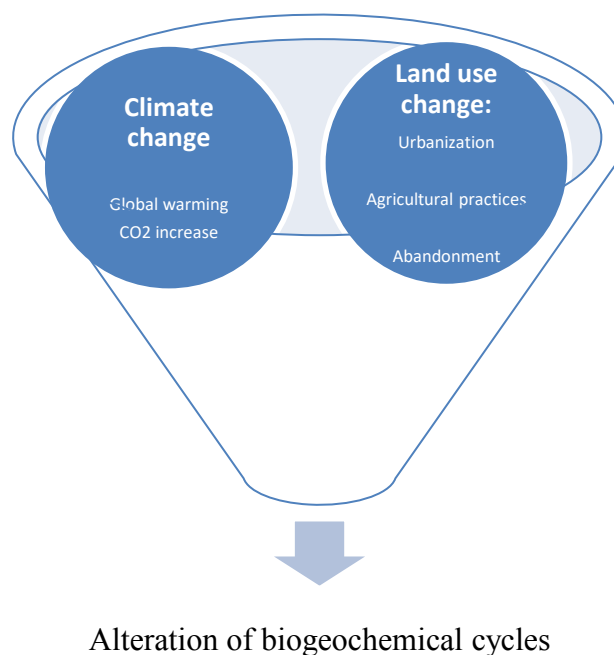 Climate
change
Global warming
CO2 increase
Land use
change:
Urbanization
Agricultural practices
Abandonment
Alteration of biogeochemical cycles